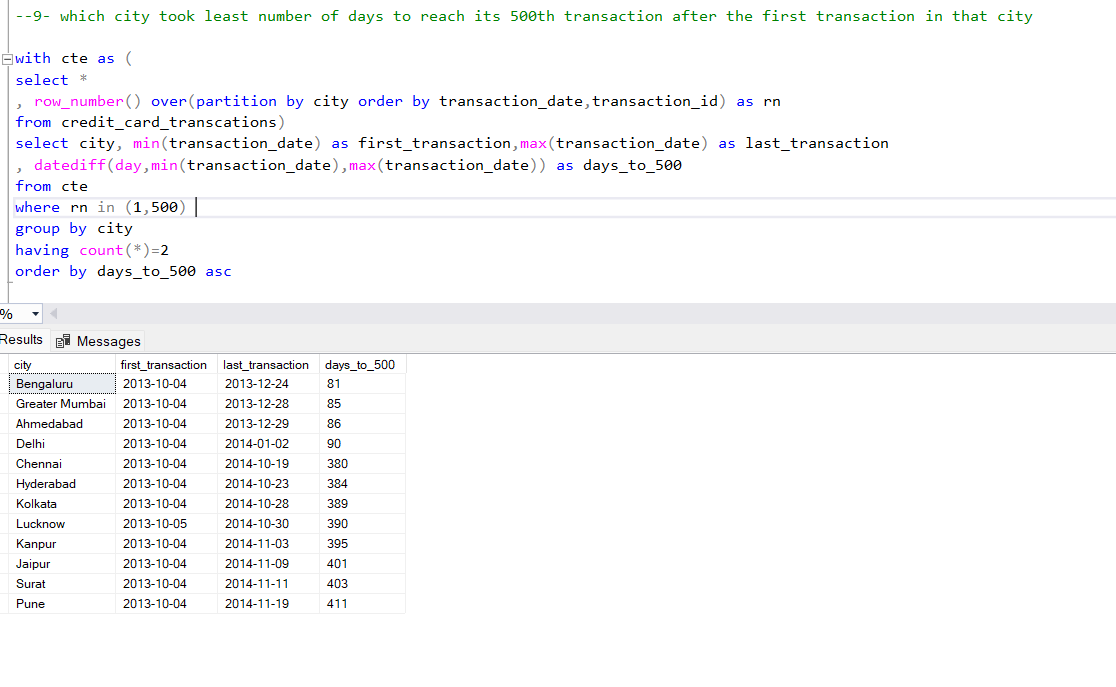 --9- which city took least number of days to reach its 500th transaction after the first transaction in that city
with cte as (
select *
, row_number() over(partition by city order by transaction_date,transaction_id) as rn
from credit_card_transcations)
select city, min(transaction_date) as first_transaction,max(transaction_date) as last_transaction
, datediff(day,min(transaction_date),max(transaction_date)) as days_to_500
from cte
where rn in (1,500)
group by city
having count(*)=2
order by days_to_500 asc
%
Results Messages
city first_transaction last_transaction days_to_500
Bengaluru 2013-10-04 2013-12-24 81
Greater Mumbai 2013-10-04 2013-12-28 85
Ahmedabad 2013-10-04 2013-12-29 86
Delhi 2013-10-04 2014-01-02 90
Chennai 2013-10-04 2014-10-19 380
Hyderabad 2013-10-04 2014-10-23 384
Kolkata 2013-10-04 2014-10-28 389
Lucknow 2013-10-05 2014-10-30 390
Kanpur 2013-10-04 2014-11-03 395
Jaipur 2013-10-04 2014-11-09 401
Surat 2013-10-04 2014-11-11 403
Pune 2013-10-04 2014-11-19 411